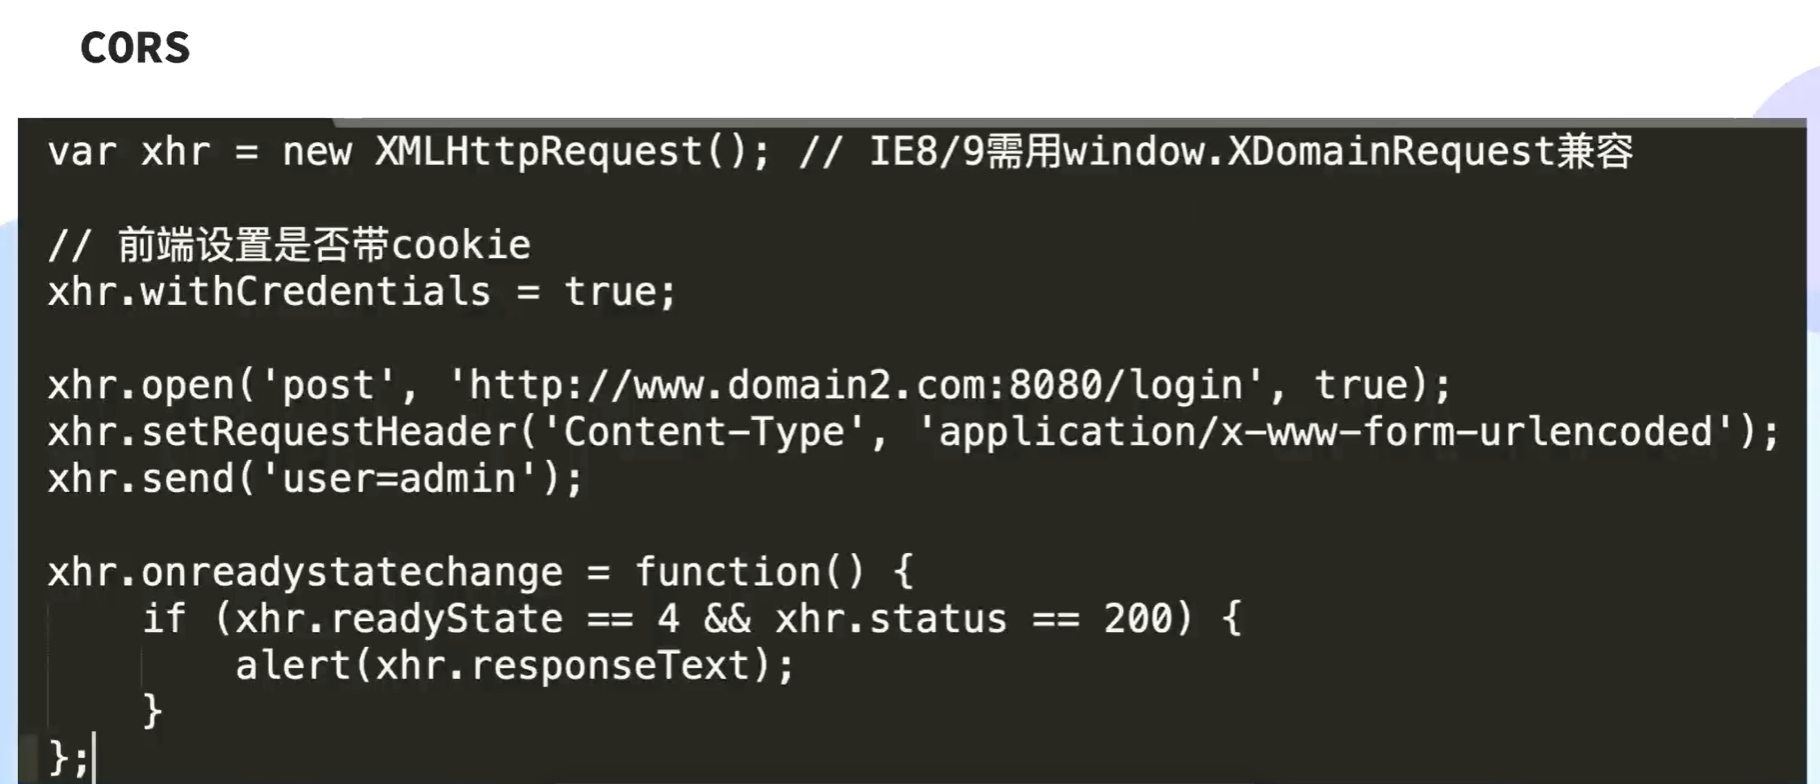 CORS
var xhr = new XMLHttpRequest(); // IE8/9需用window.XDomainRequest兼容
// 前端设置是否带cookie
xhr.withCredentials = true;
xhr.open('post', 'http://www.domain2.com:8080/login', true);
xhr.setRequestHeader('Content-Type', 'application/x-www-form-urlencoded');
xhr.send('user=admin');
xhr.onreadystatechange = function() {
    if (xhr.readyState == 4 && xhr.status == 200) {
        alert(xhr.responseText);
    }
};